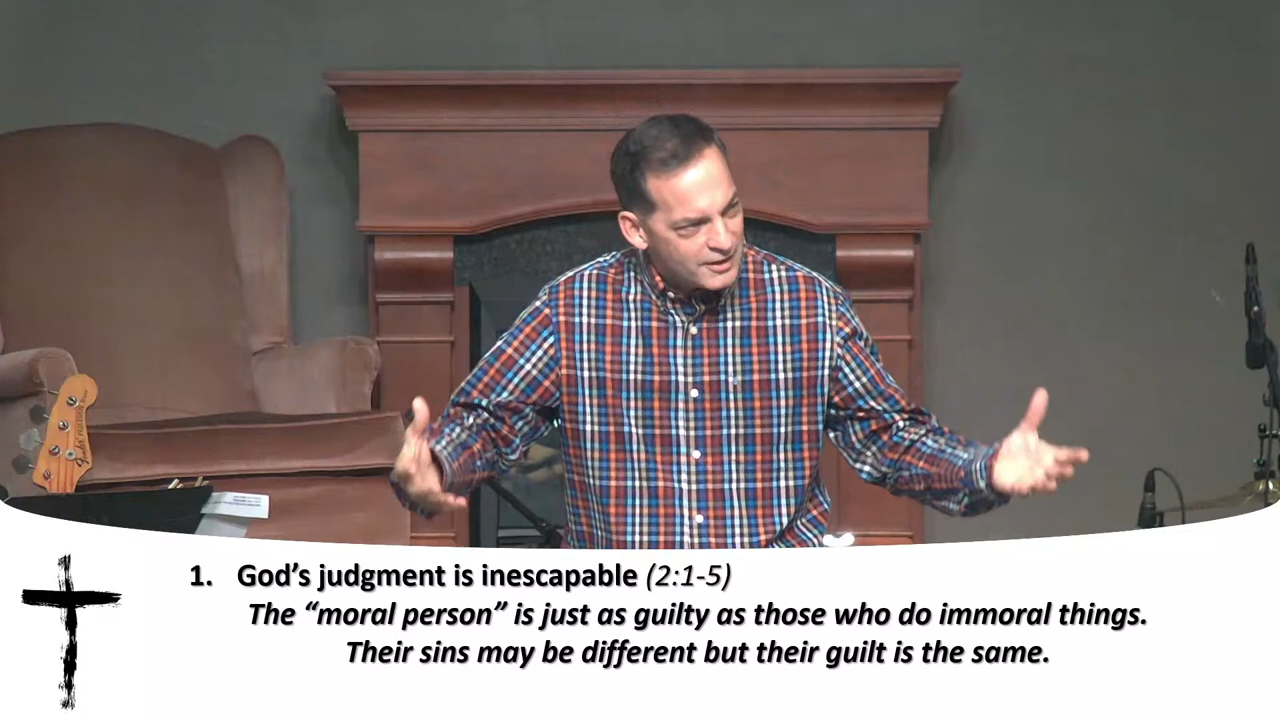 Fender
1. God’s judgment is inescapable (2:1-5)
The “moral person” is just as guilty as those who do immoral things.
Their sins may be different but their guilt is the same.